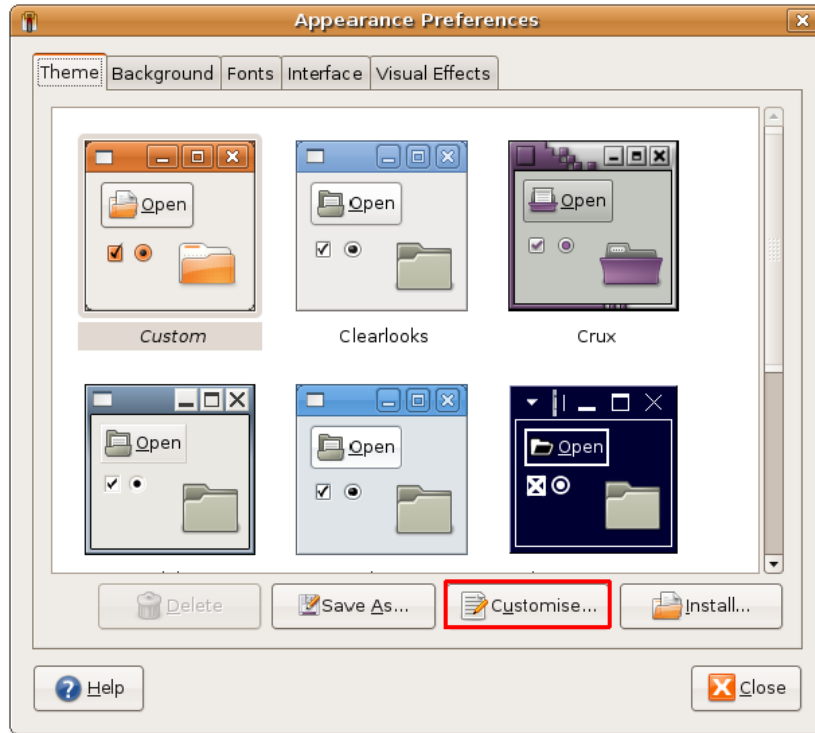 Appearance Preferences
Theme Background Fonts Interface Visual Effects
Open Open Open
Custom Clearlooks Crux
Open Open Open
Delete Save As... Customise... Install...
Help Close